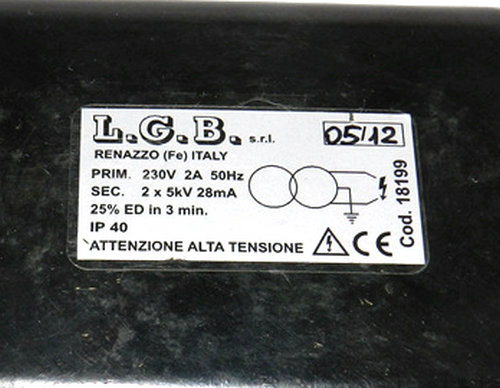 L.G.B. s.r.l.
05/12
RENAZZO (Fe) ITALY
PRIM. 230V 2A 50Hz
SEC. 2 x 5kV 28mA
25% ED in 3 min.
IP 40
ATTENZIONE ALTA TENSIONE
CE
Cod. 18199